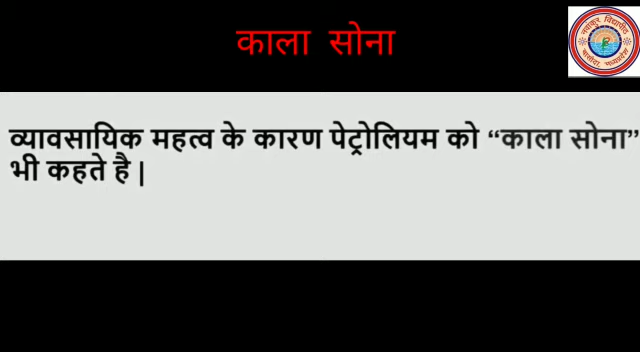 काला सोना
व्यावसायिक महत्व के कारण पेट्रोलियम को “काला सोना”
भी कहते है |